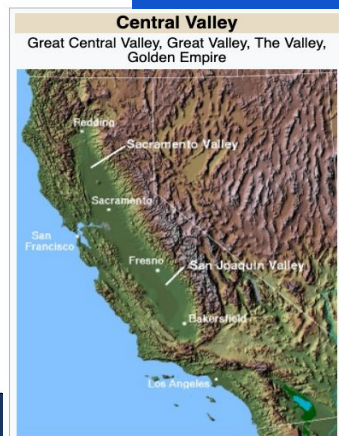 Central Valley
Great Central Valley, Great Valley, The Valley,
Golden Empire
Redding
Sacramento Valley
Sacramento
San
Francisco
Fresno
San Joaquin Valley
Bakersfield
Los Angeles